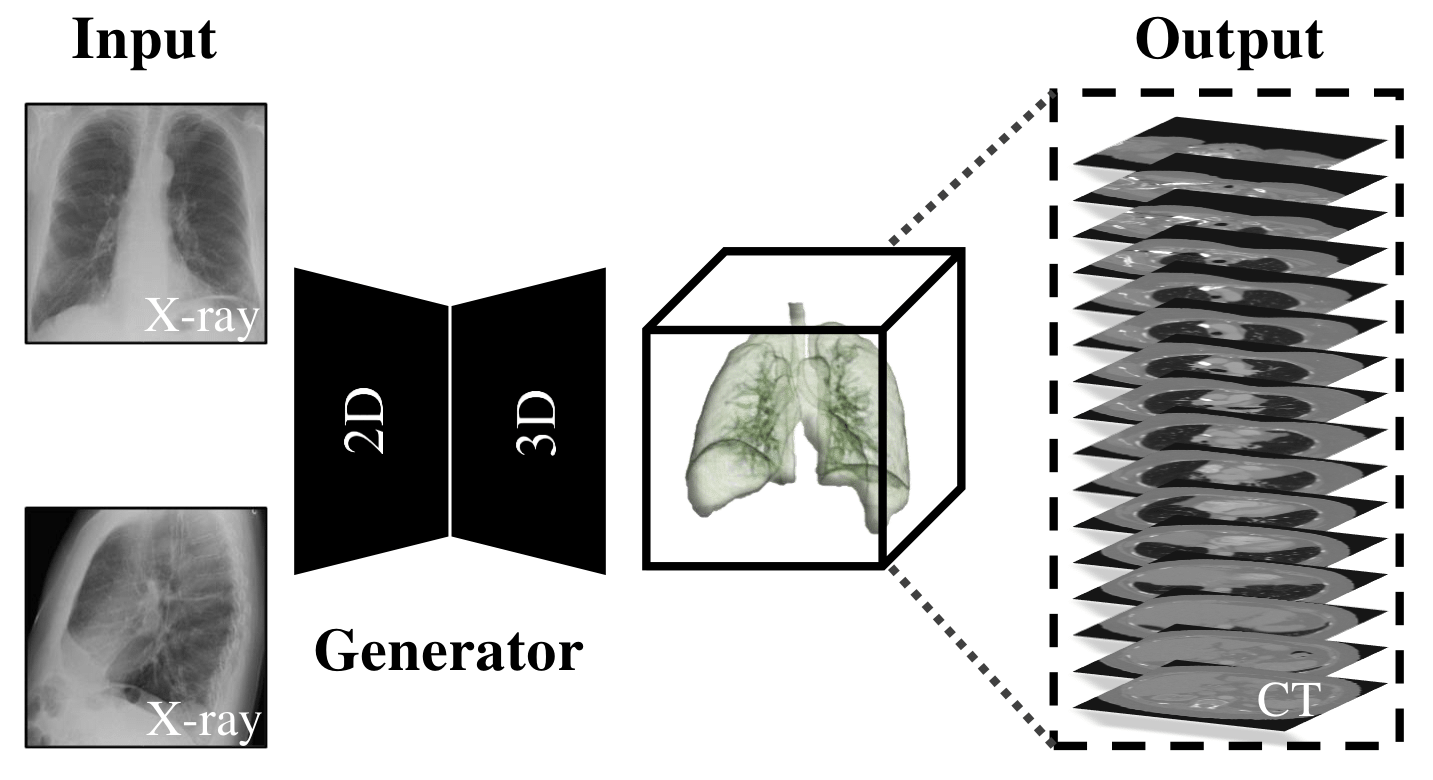 Input
Output
X-ray
2D
3D
X-ray
Generator
CT